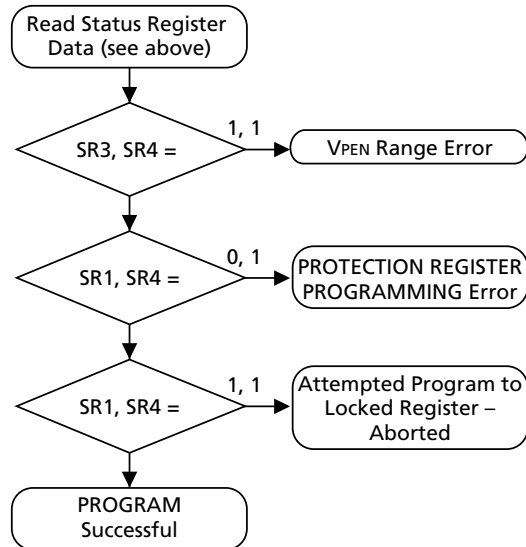 Read Status Register
Data (see above)
1, 1
SR3, SR4 =
VPEN Range Error
0, 1
SR1, SR4 =
PROTECTION REGISTER
PROGRAMMING Error
1, 1
SR1, SR4 =
Attempted Program to
Locked Register –
Aborted
PROGRAM
Successful